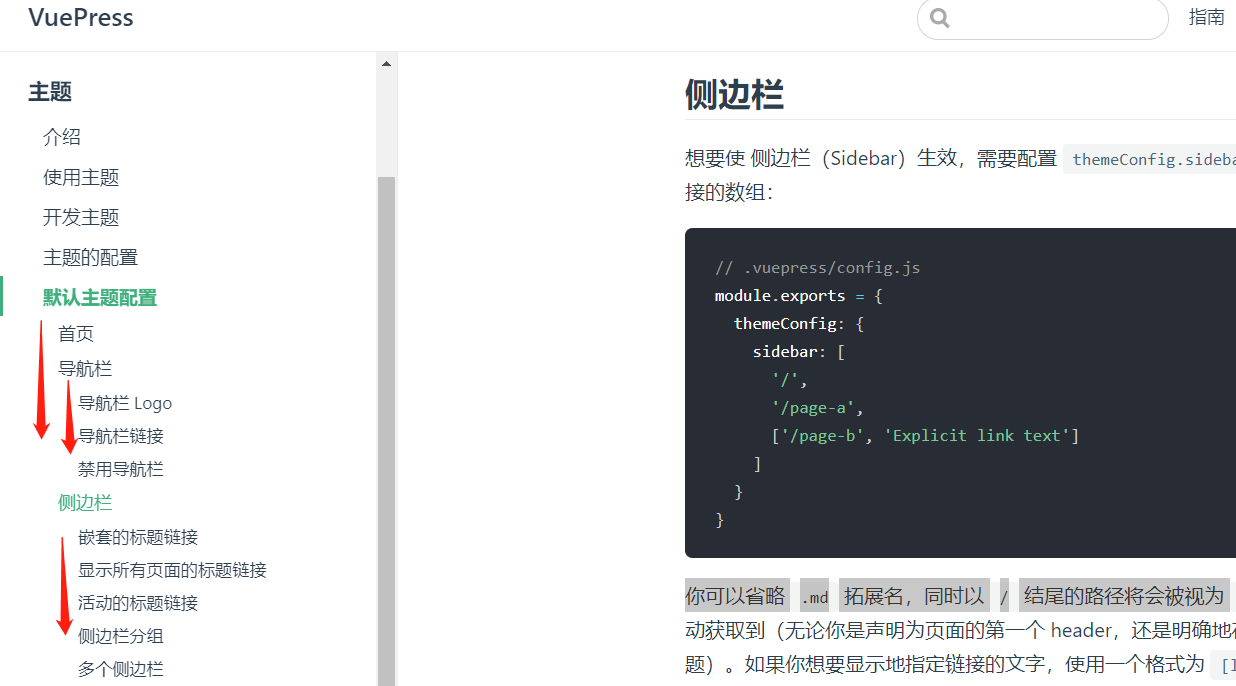 VuePress
指南
主题
介绍
使用主题
开发主题
主题的配置
默认主题配置
首页
导航栏
导航栏 Logo
导航栏链接
禁用导航栏
侧边栏
嵌套的标题链接
显示所有页面的标题链接
活动的标题链接
侧边栏分组
多个侧边栏
侧边栏
想要使 侧边栏（Sidebar）生效，需要配置 themeConfig.sideba
接的数组：
// .vuepress/config.js
module.exports = {
themeConfig: {
sidebar: [
'/',
'/page-a',
['/page-b', 'Explicit link text']
]
}
}
你可以省略 .md 拓展名，同时以 / 结尾的路径将会被视为
动获取到（无论你是声明为页面的第一个 header，还是明确地
题）。如果你想要显示地指定链接的文字，使用一个格式为 [l